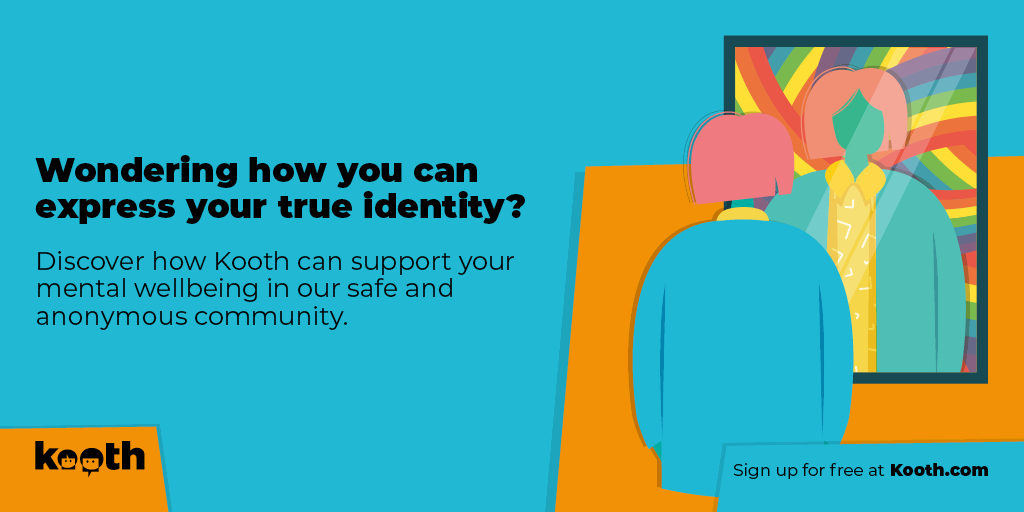 Wondering how you can
express your true identity?
Discover how Kooth can support your
mental wellbeing in our safe and
anonymous community.
kooth
Sign up for free at Kooth.com